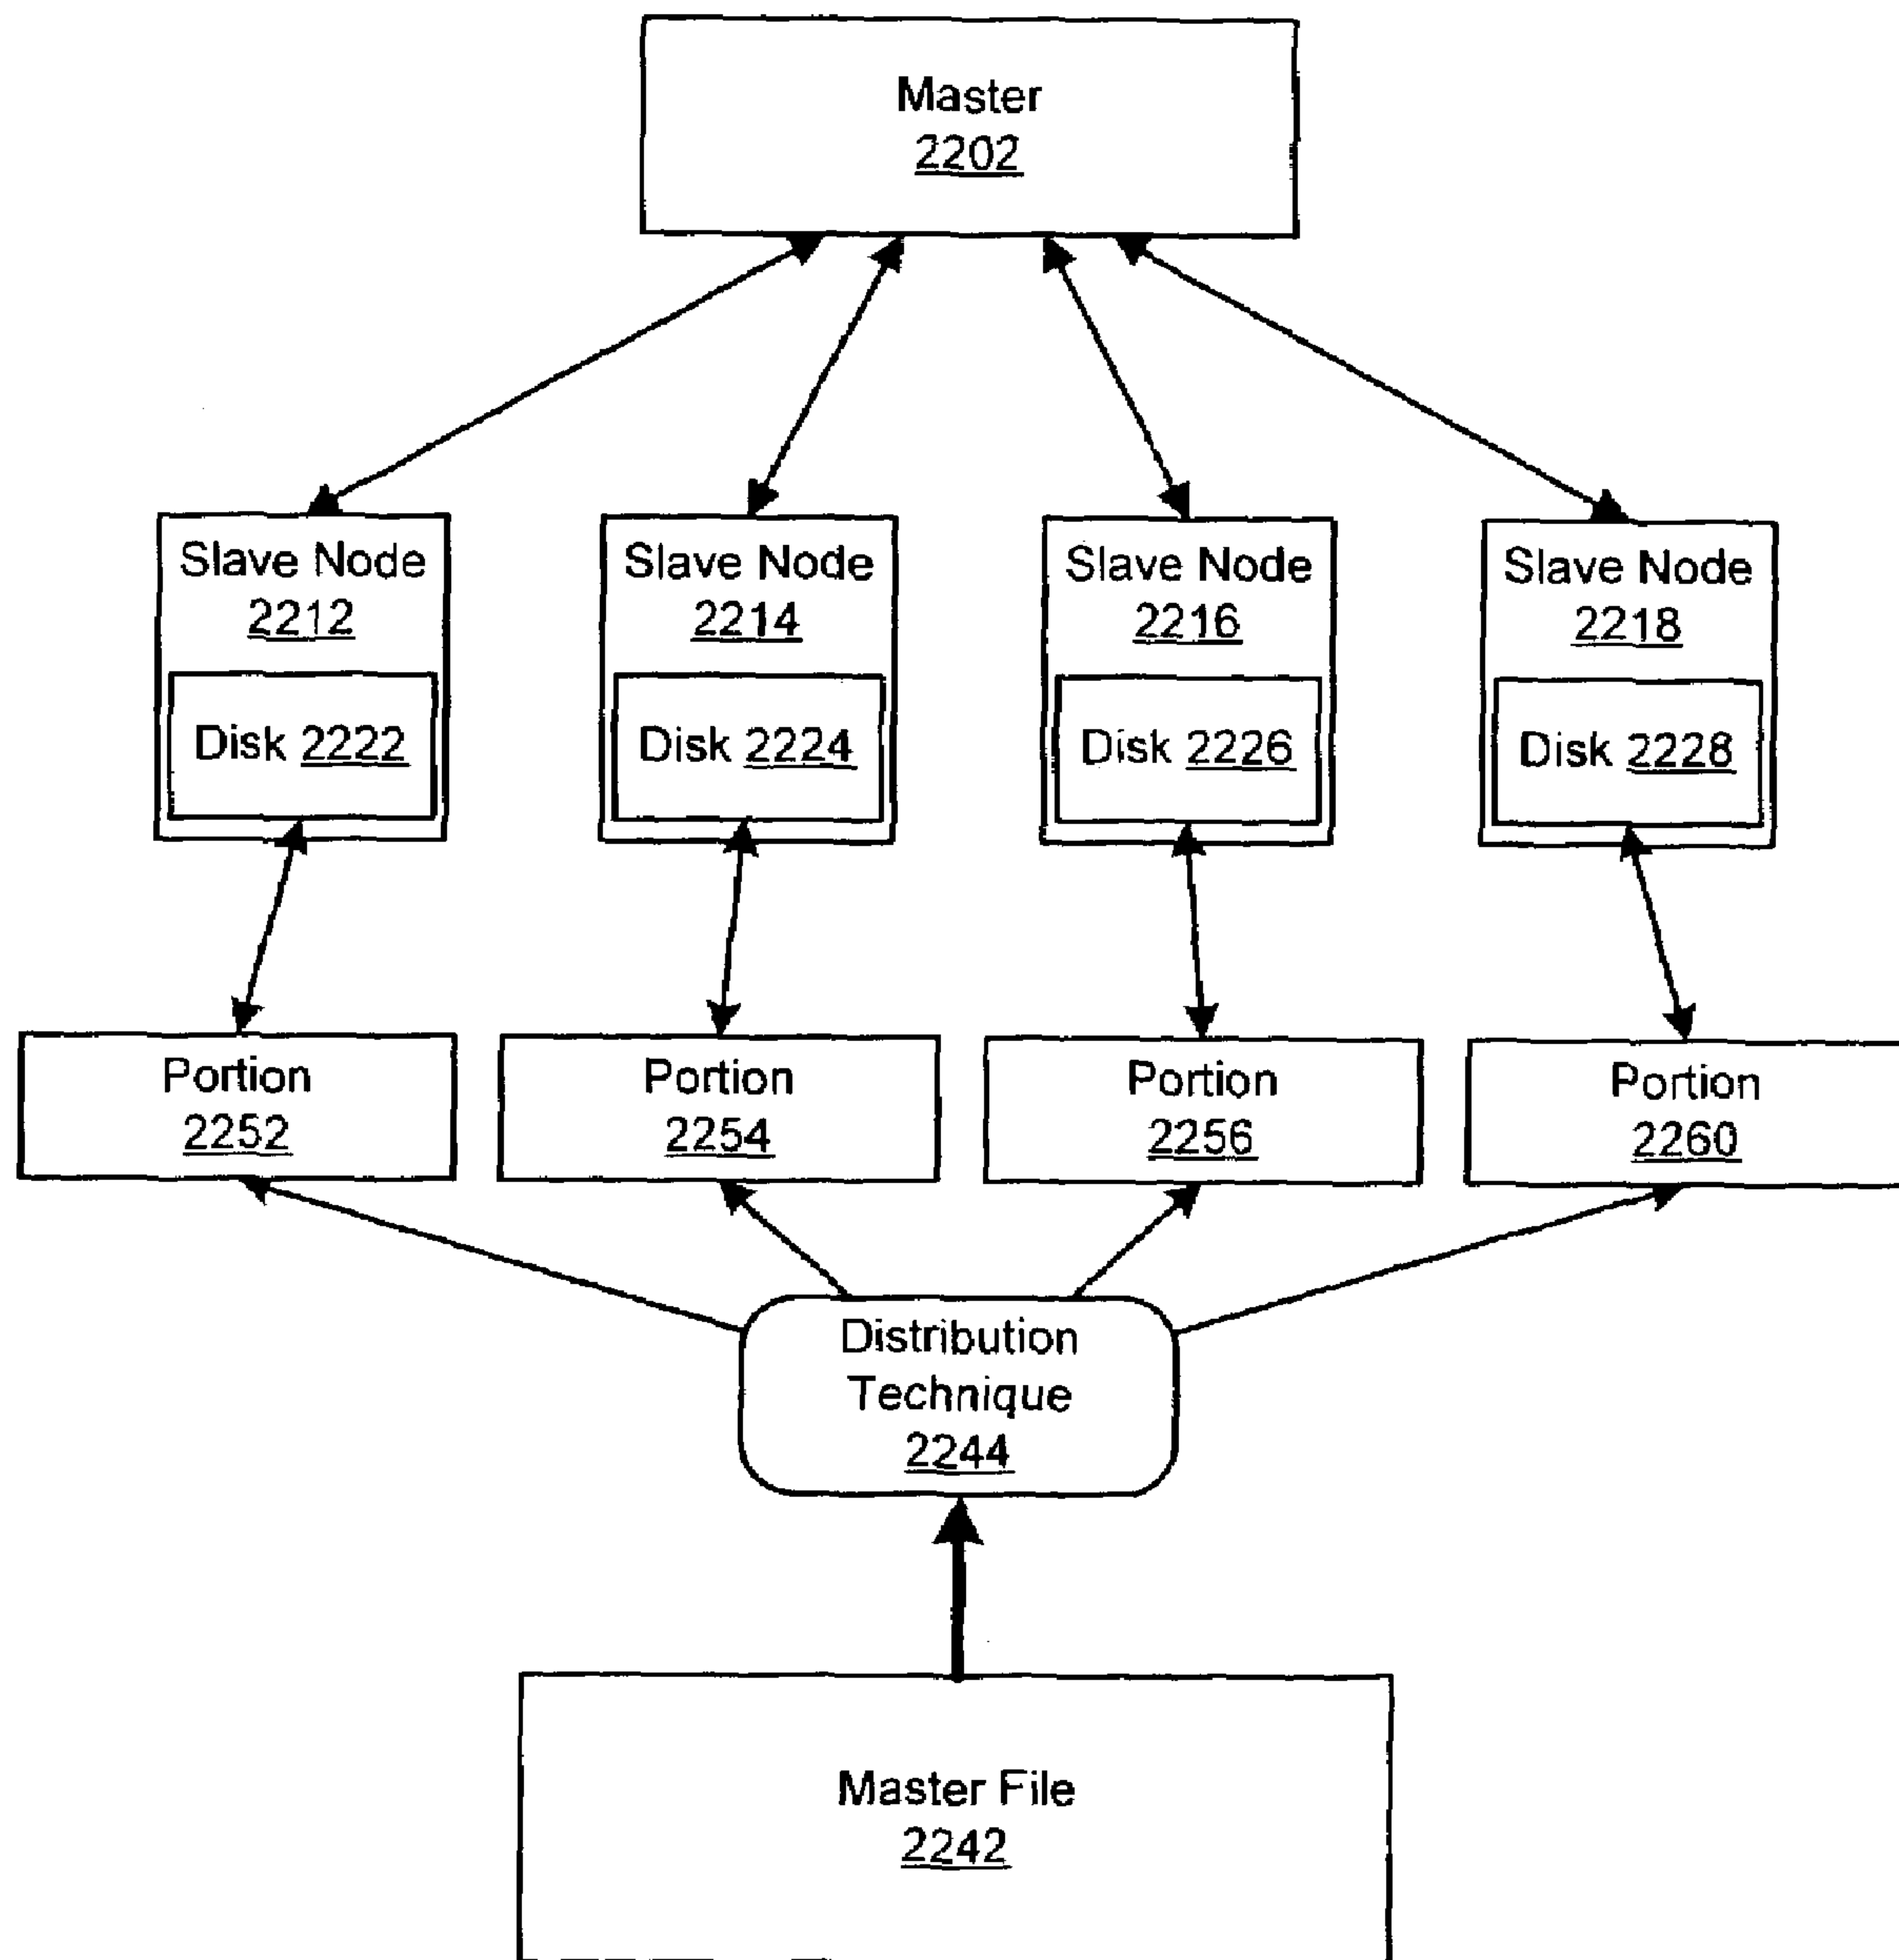 Master
2202
Slave Node
2212
Slave Node
2214
Slave Node
2216
Slave Node
2218
Disk 2222
Disk 2224
Disk 2226
Disk 2228
Portion
2252
Portion
2254
Portion
2256
Portion
2260
Distribution
Technique
2244
Master File
2242